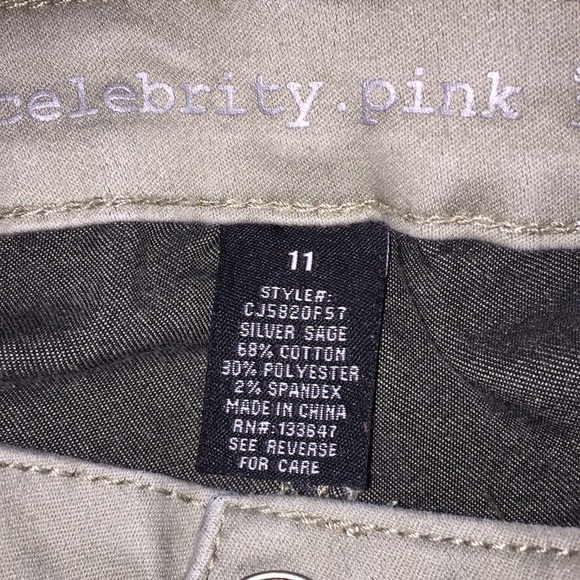 celebrity.pink
11
STYLE#:
CJ5820F57
SILVER SAGE
68% COTTON
30% POLYESTER
2% SPANDEX
MADE IN CHINA
RN#:133647
SEE REVERSE
FOR CARE